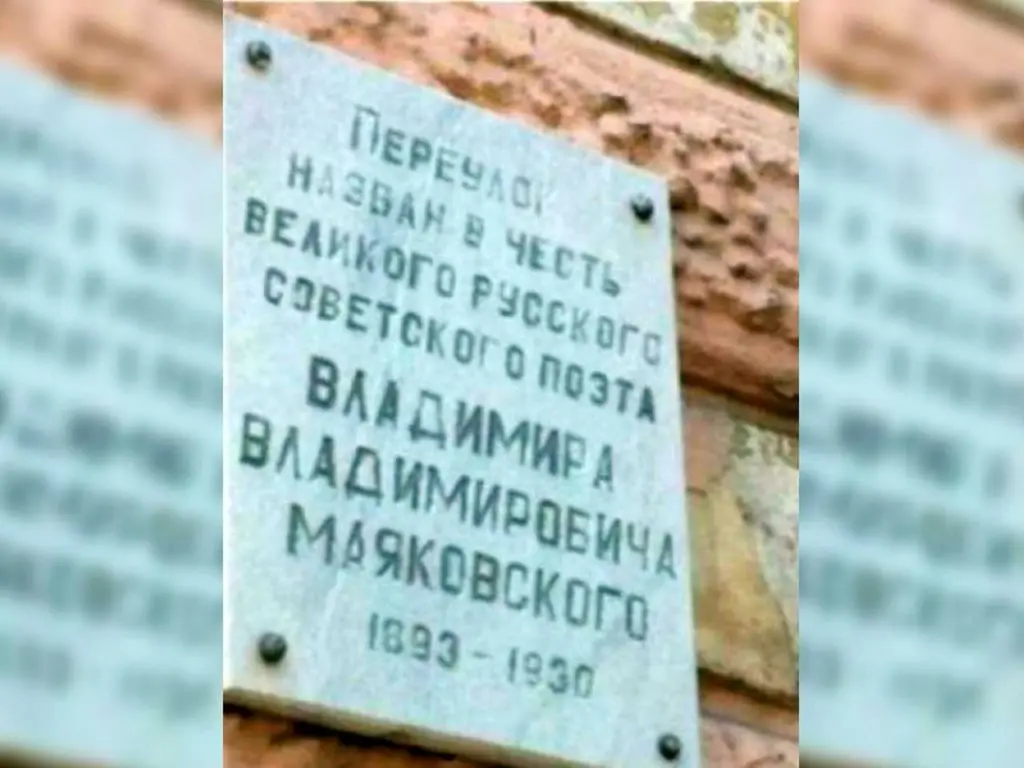 Переулок
назван в честь
великого русского
советского поэта
Владимира
Владимировича
Маяковского
1893 - 1930